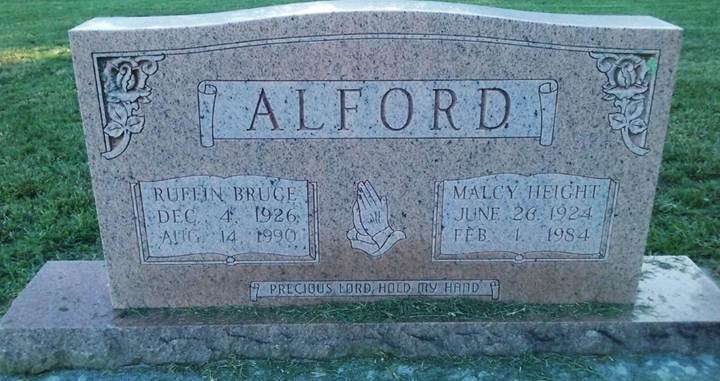 ALFORD
RUFFIN BRUCE
DEC. 4, 1926
AUG. 14, 1990
MALCY HEIGHT
JUNE 26, 1924
FEB. 1, 1984
PRECIOUS LORD, HOLD MY HAND